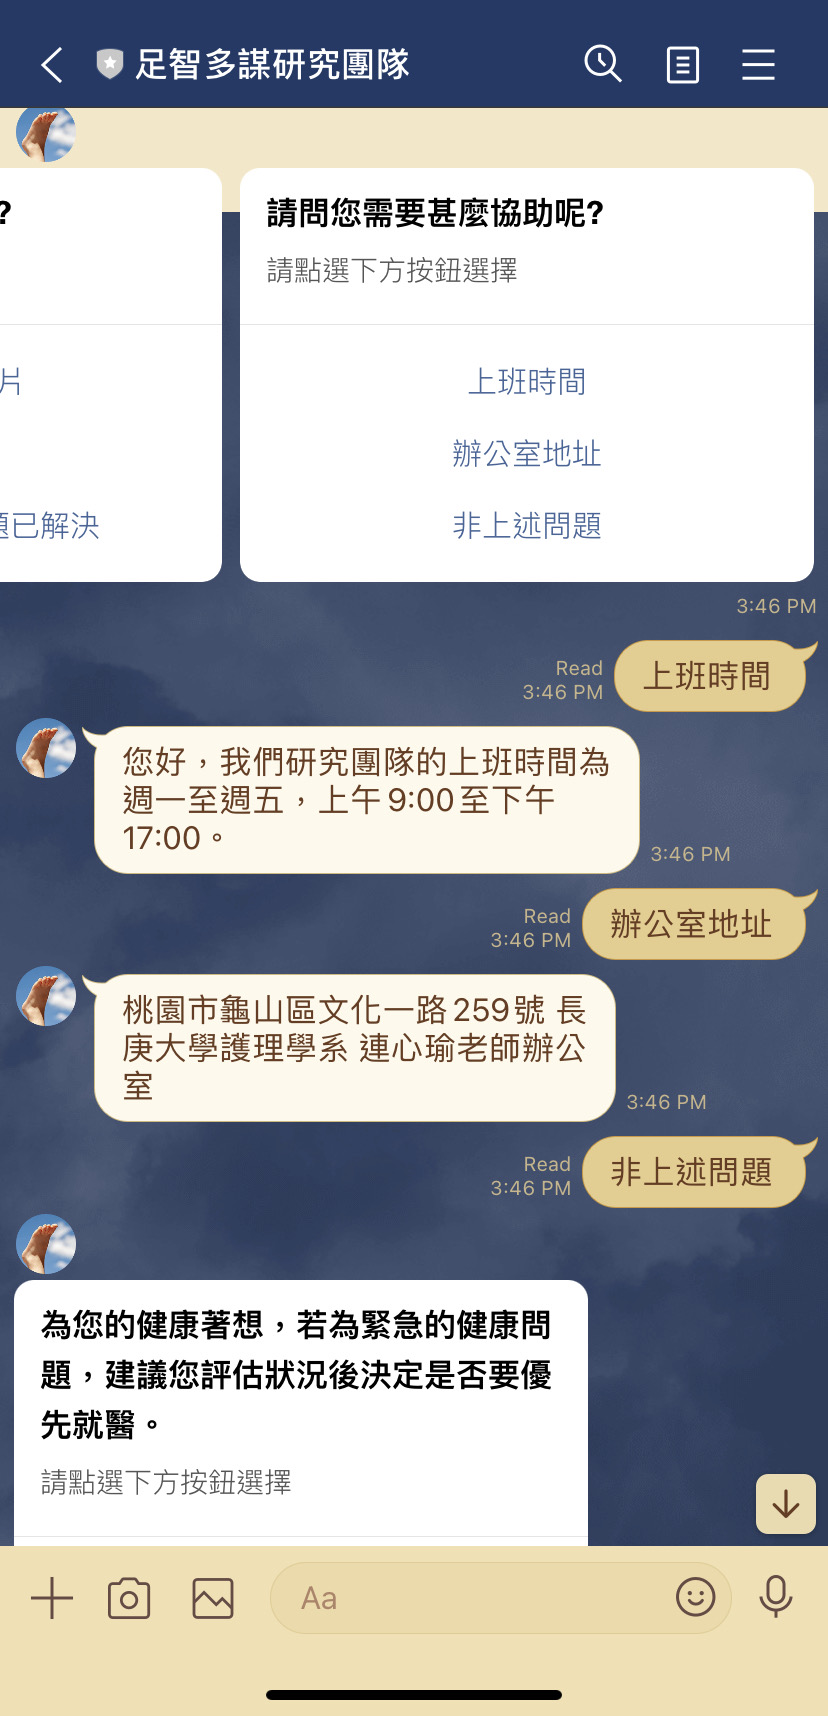 足智多謀研究團隊
?
片
題已解決
請問您需要甚麼協助呢?
請點選下方按鈕選擇
上班時間
辦公室地址
非上述問題
3:46 PM
Read
3:46 PM
上班時間
您好，我們研究團隊的上班時間為
週一至週五，上午9:00至下午
17:00。
3:46 PM
Read
3:46 PM
辦公室地址
桃園市龜山區文化一路259號 長
庚大學護理學系 連心瑜老師辦公
室
3:46 PM
Read
3:46 PM
非上述問題
為您的健康著想，若為緊急的健康問
題，建議您評估狀況後決定是否要優
先就醫。
請點選下方按鈕選擇
Aa